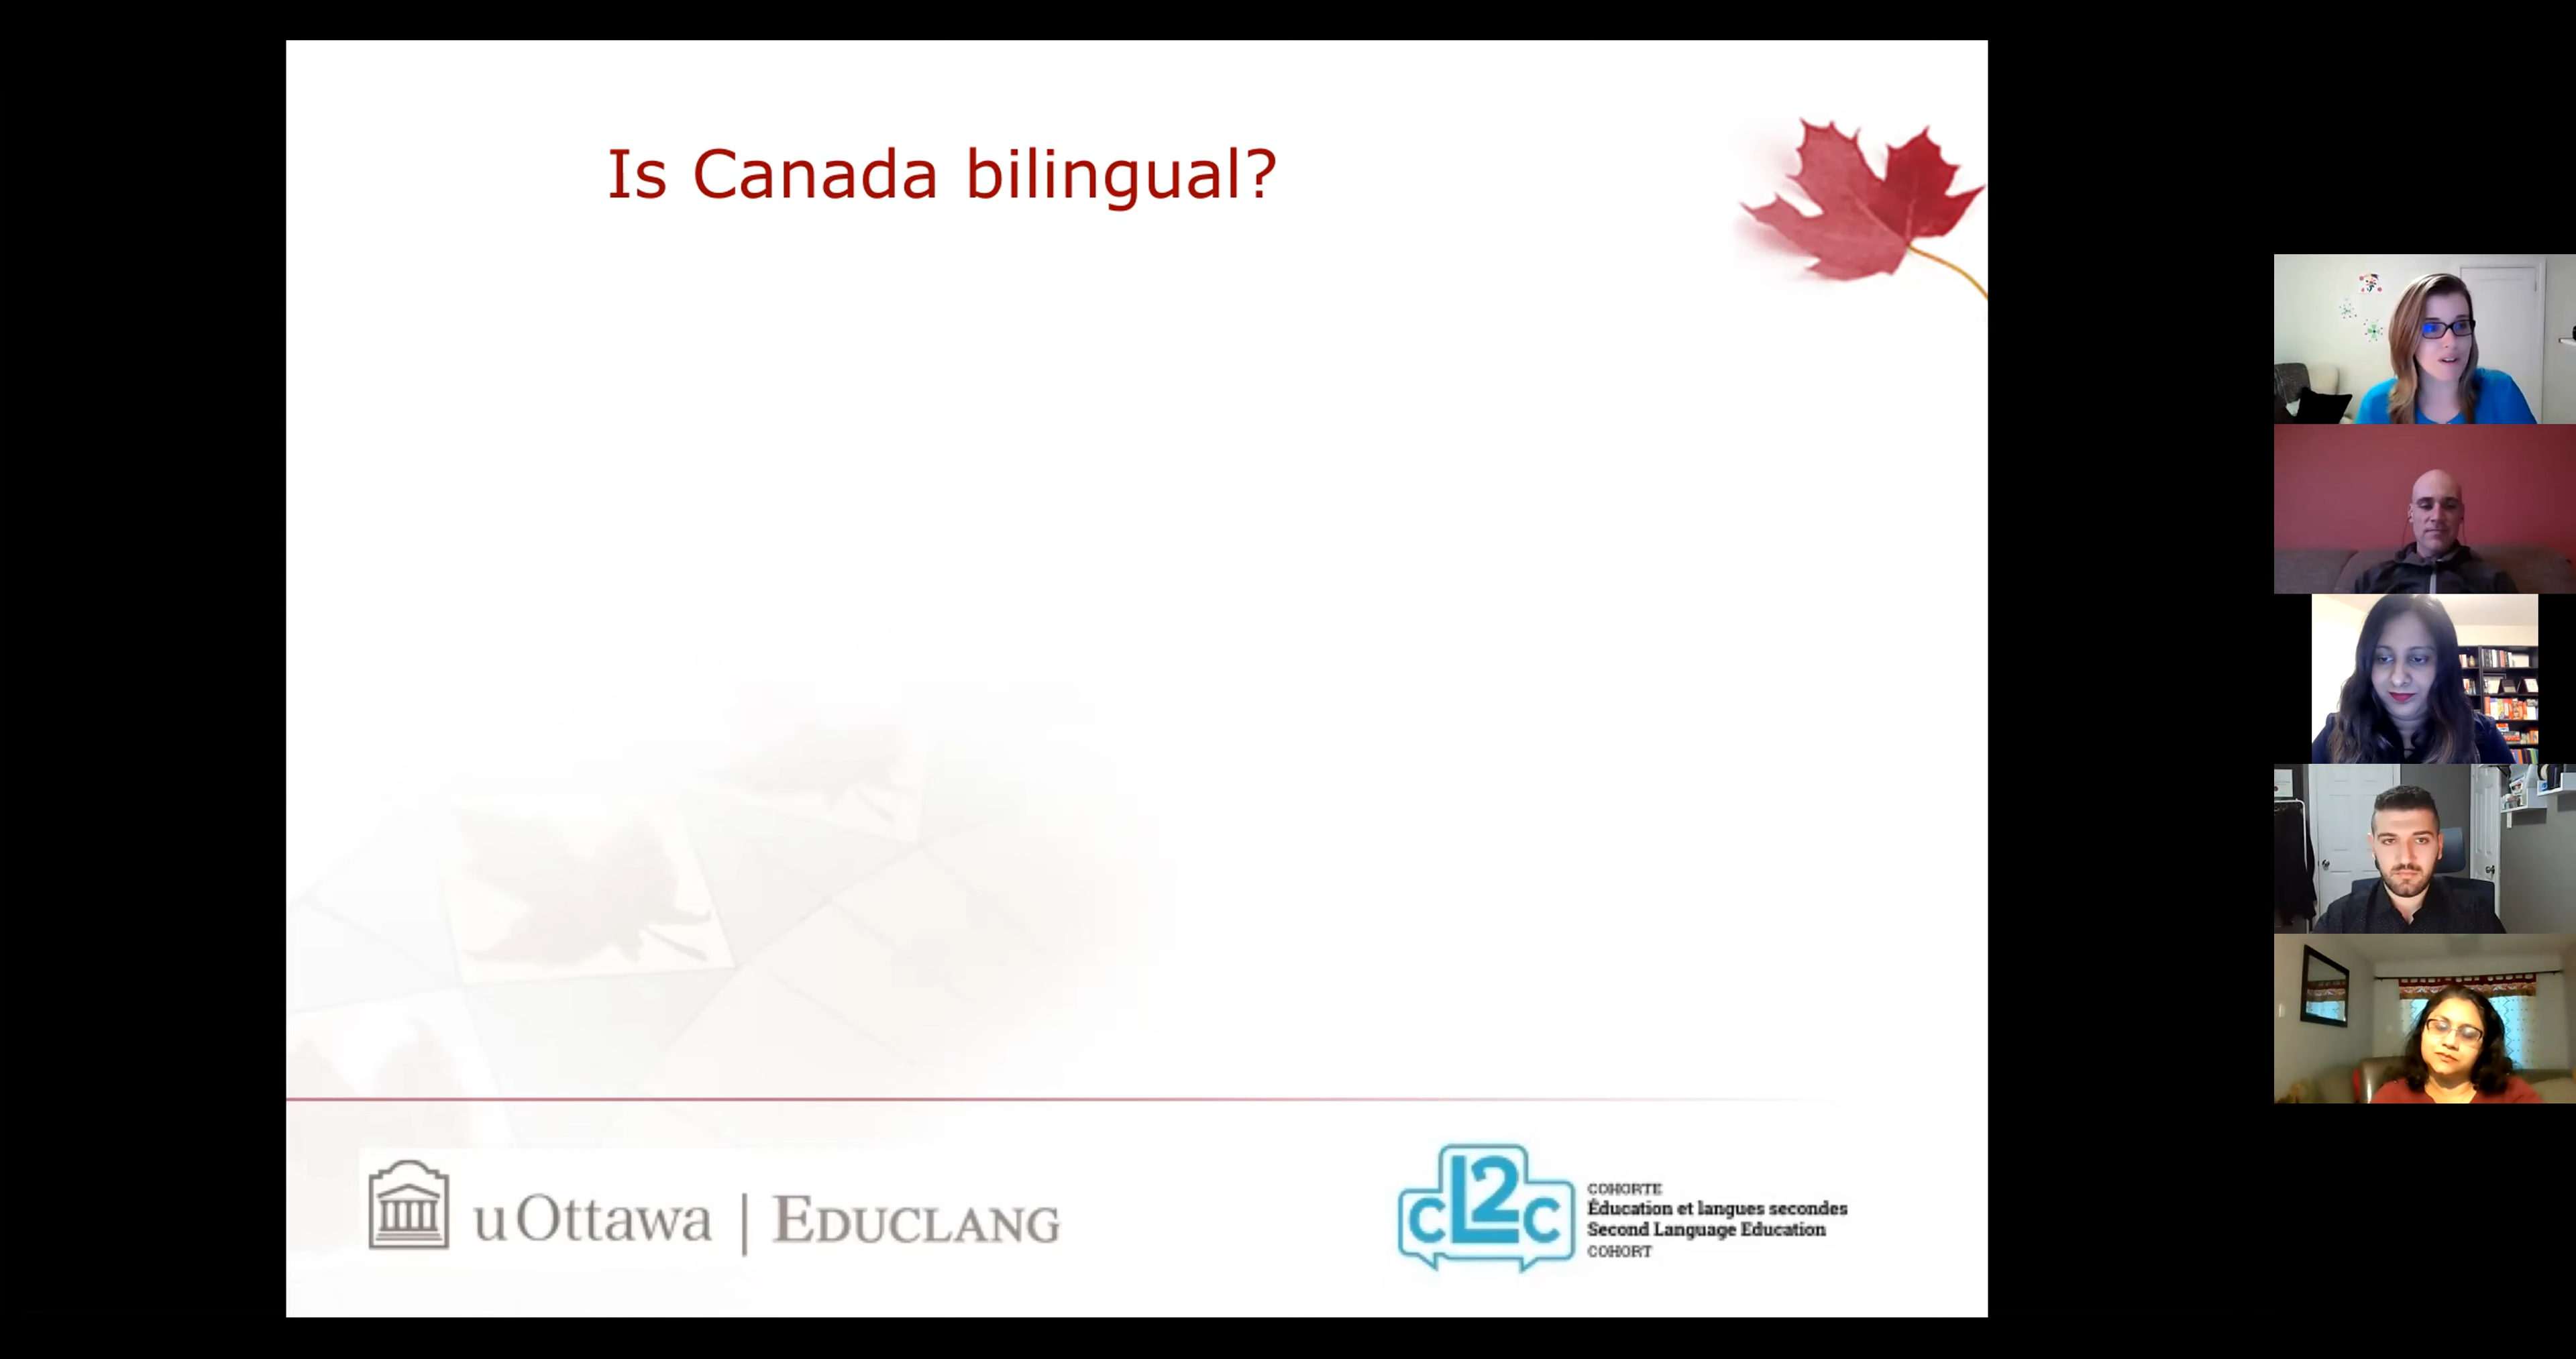 Is Canada bilingual?
uOttawa | EDUCLANG
cL2c
COHORTE
Éducation et langues secondes
Second Language Education
COHORT